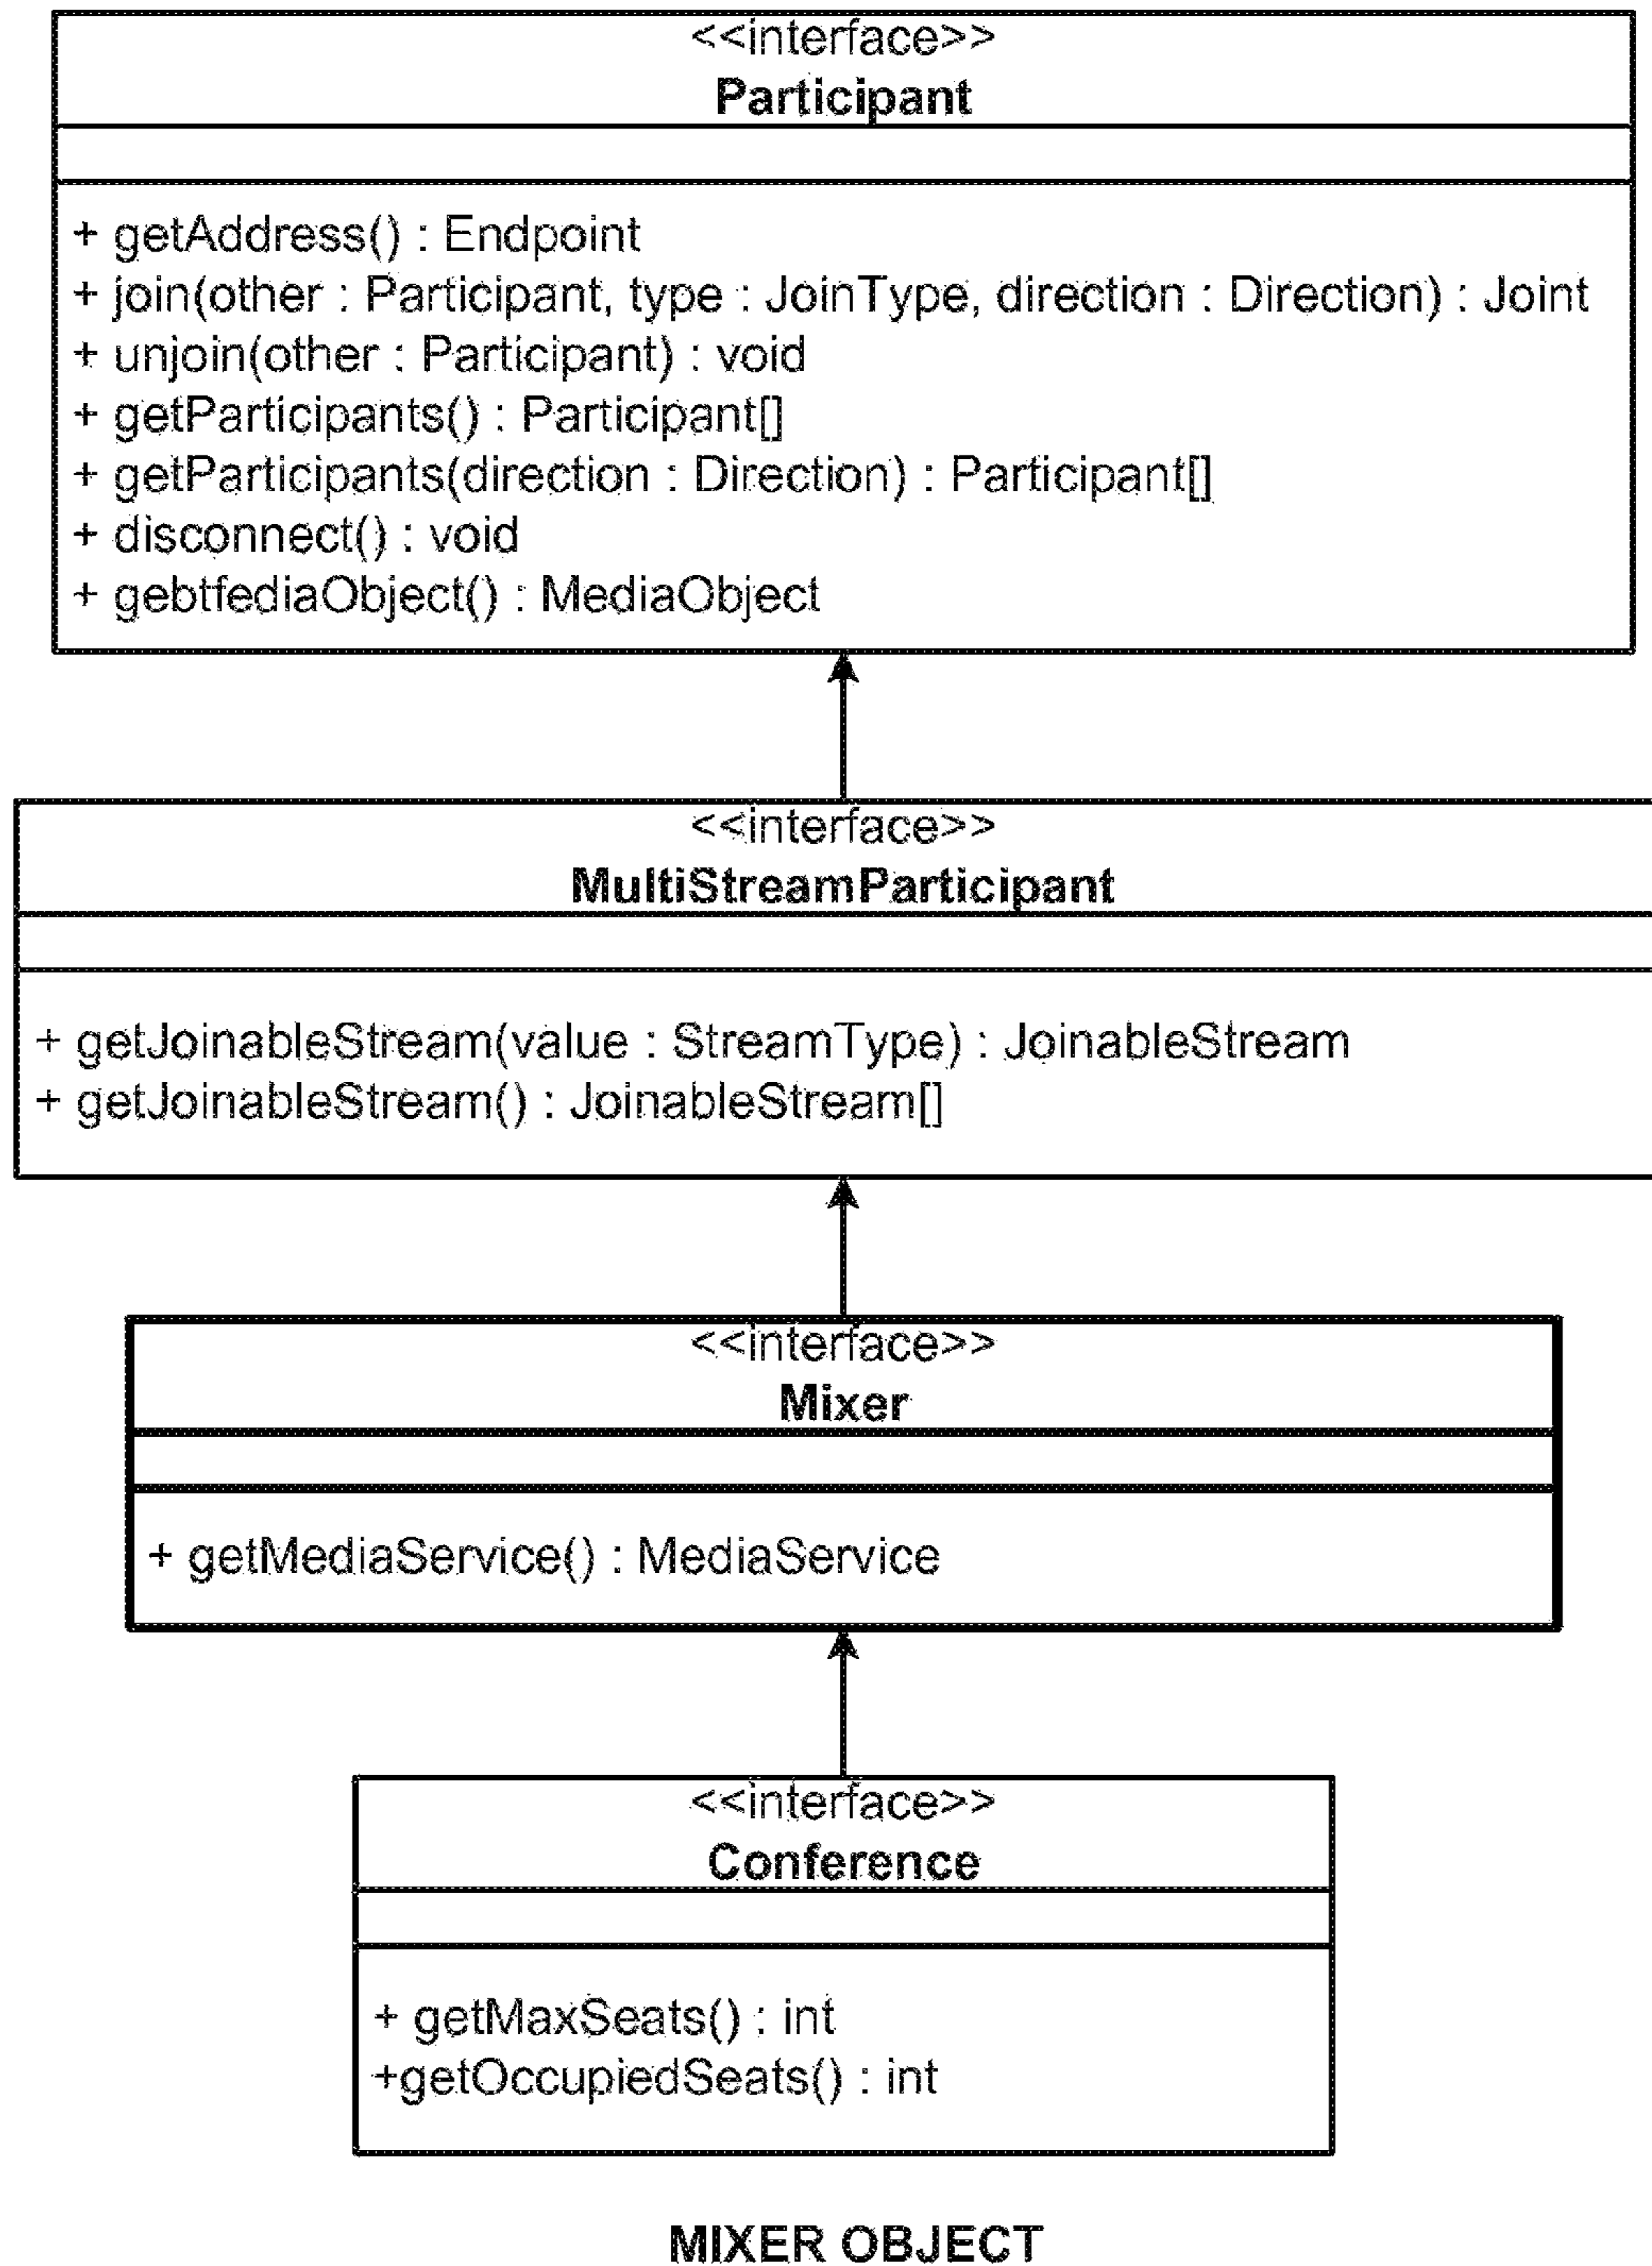 <<interface>>
Participant
+ getAddress() : Endpoint
+ join(other : Participant, type : JoinType, direction : Direction) : Joint
+ unjoin(other : Participant) : void
+ getParticipants() : Participant[]
+ getParticipants(direction : Direction) : Participant[]
+ disconnect() : void
+ gebtfediaObject() : MediaObject
<<interface>>
MultiStreamParticipant
+ getJoinableStream(value : StreamType) : JoinableStream
+ getJoinableStream() : JoinableStream[]
<<interface>>
Mixer
+ getMediaService() : MediaService
<<interface>>
Conference
+ getMaxSeats() : int
+getOccupiedSeats() : int
MIXER OBJECT